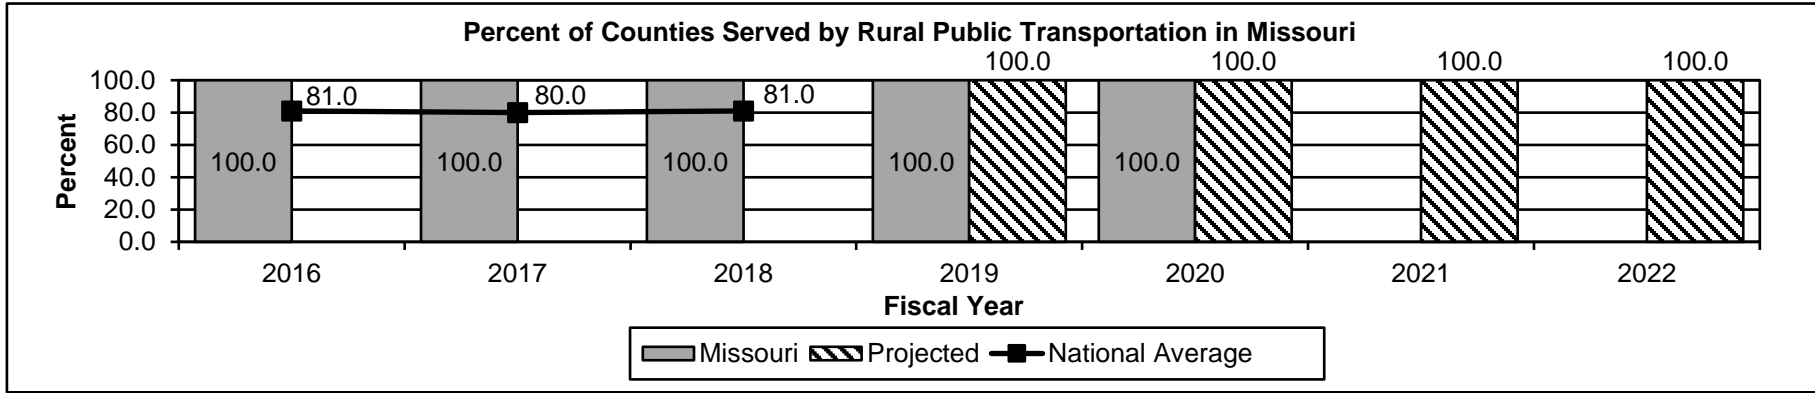 Percent of Counties Served by Rural Public Transportation in Missouri
100.0 100.0 100.0 100.0
Percent
100.0
80.0
60.0
40.0
20.0
0.0
81.0 80.0 81.0
100.0 100.0 100.0 100.0 100.0
2016 2017 2018 2019 2020 2021 2022
Fiscal Year
Missouri Projected National Average